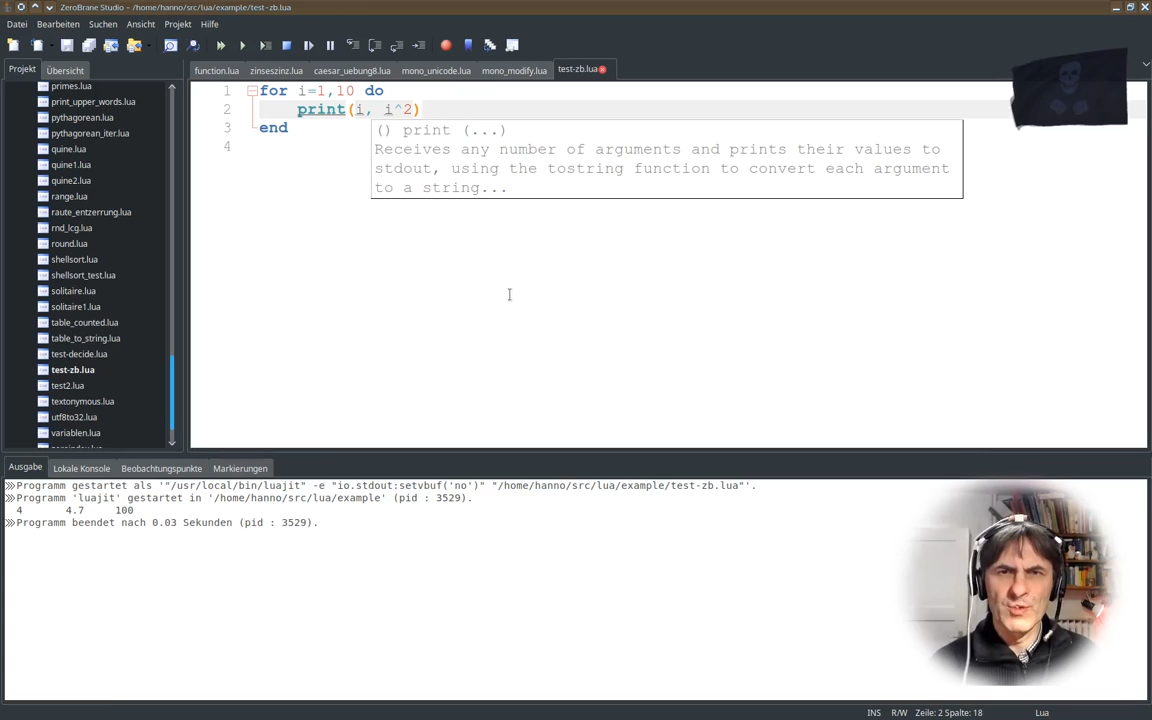 ZeroBrane Studio - /home/hanno/src/lua/example/test-zb.lua
Datei Bearbeiten Suchen Ansicht Projekt Hilfe
Projekt Übersicht
function.lua zinseszinz.lua caesar_uebung8.lua mono_unicode.lua mono_modify.lua test-zb.lua
primes.lua
print_upper_words.lua
pythagorean.lua
pythagorean_iter.lua
quine.lua
quine1.lua
quine2.lua
range.lua
raute_entzerrung.lua
rnd_lcg.lua
round.lua
shellsort.lua
shellsort_test.lua
solitaire.lua
solitaire1.lua
table_counted.lua
table_to_string.lua
test-decide.lua
test-zb.lua
test2.lua
textonymous.lua
utf8to32.lua
variablen.lua
1 for i=1,10 do
2 print(i, i^2)
3 end
4
() print (...)
Receives any number of arguments and prints their values to
stdout, using the tostring function to convert each argument
to a string...
Ausgabe Lokale Konsole Beobachtungspunkte Markierungen
Programm gestartet als '"/usr/local/bin/luajit" -e "io.stdout:setvbuf('no')" "/home/hanno/src/lua/example/test-zb.lua"'.
Programm 'luajit' gestartet in '/home/hanno/src/lua/example' (pid : 3529).
4 4.7 100
Programm beendet nach 0.03 Sekunden (pid : 3529).
INS R/W Zeile: 2 Spalte: 18 Lua